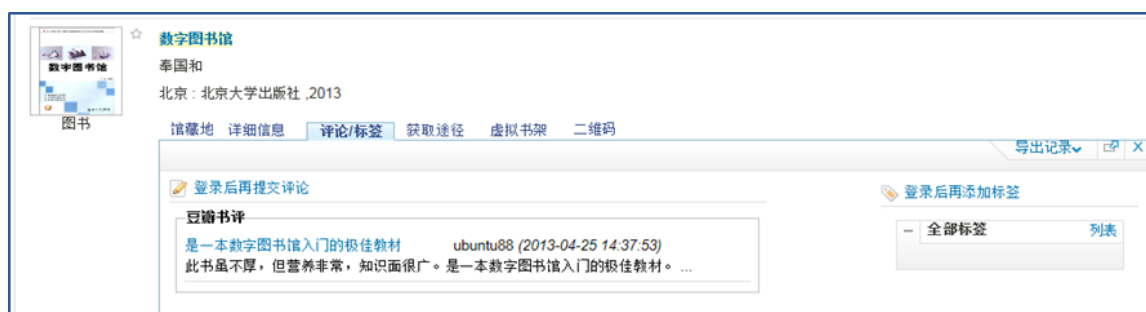 数字图书馆
奉国和
北京 : 北京大学出版社 ,2013
数字图书馆
图书
馆藏地 详细信息 评论/标签 获取途径 虚拟书架 二维码
导出记录
登录后再提交评论
登录后再添加标签
豆瓣书评
是一本数字图书馆入门的极佳教材 ubuntu88 (2013-04-25 14:37:53)
此书虽不厚，但营养非常，知识面很广。是一本数字图书馆入门的极佳教材。 ...
全部标签 列表